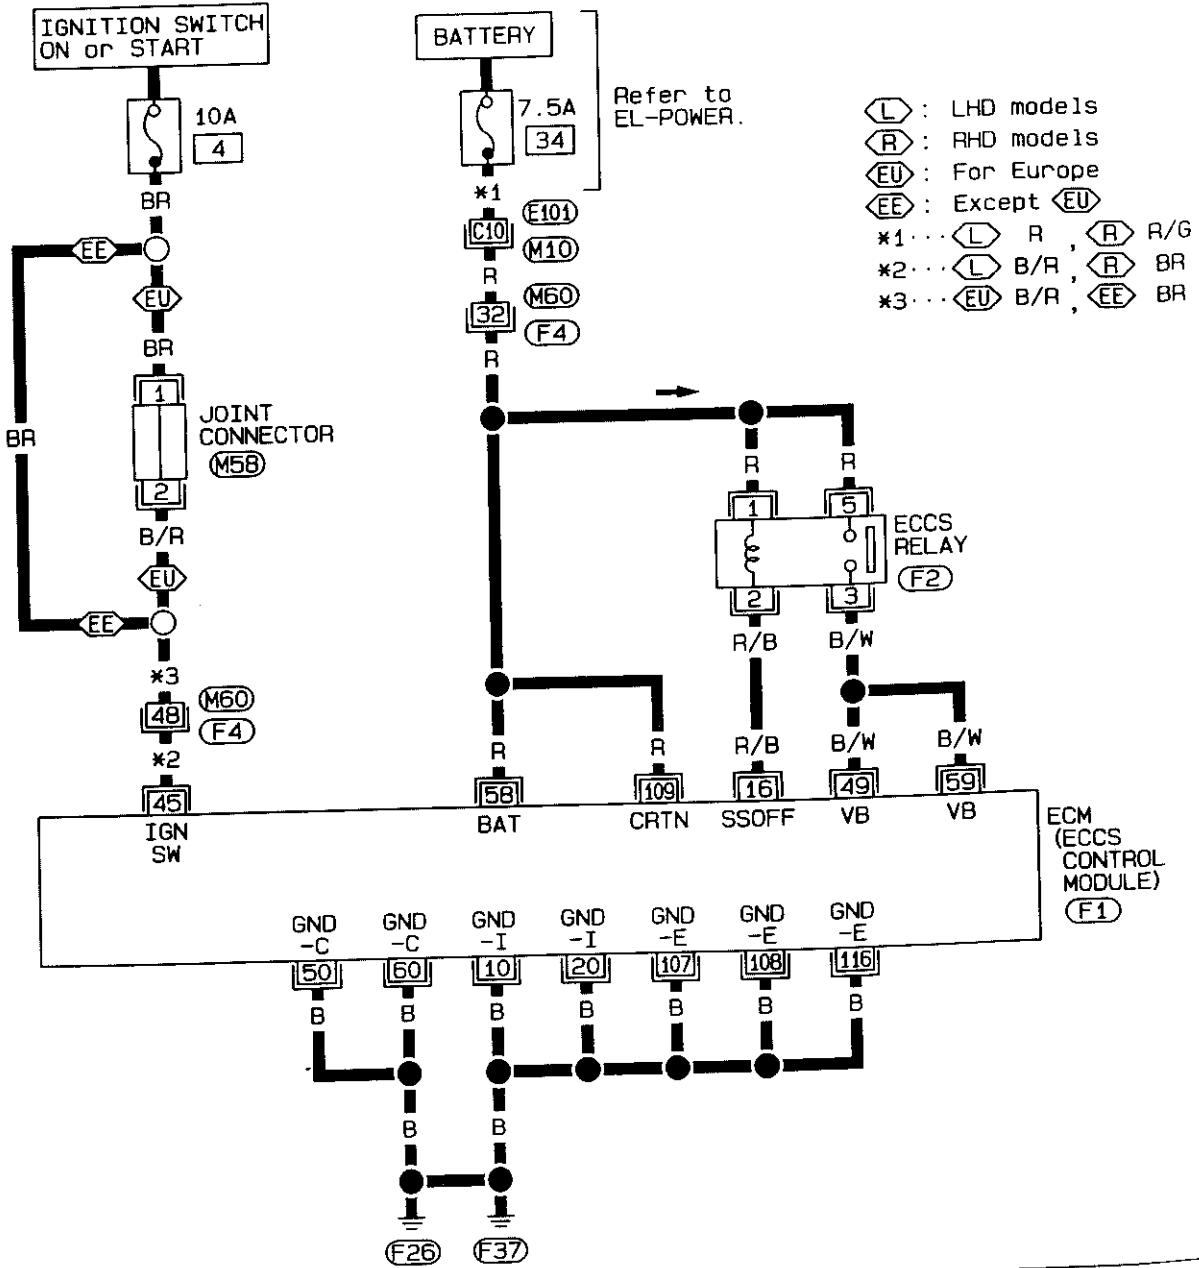 IGNITION SWITCH
ON or START
10A
4
BR
EE
EU
BR
1
JOINT
CONNECTOR
M58
2
BR
B/R
EU
EE
*3
48
M60
F4
*2
45
BATTERY
7.5A
34
Refer to
EL-POWER.
*1
C10
E101
M10
R
32
M60
F4
R
L : LHD models
R : RHD models
EU : For Europe
EE : Except EU
*1··· L R , R R/G
*2··· L B/R, R BR
*3··· EU B/R, EE BR
R
R
1
5
ECCS
RELAY
F2
2
3
R/B
B/W
R
R
R/B
B/W
B/W
58
109
16
49
59
IGN
SW
BAT
CRTN
SSOFF
VB
VB
ECM
(ECCS
CONTROL
MODULE)
F1
GND
-C
GND
-C
GND
-I
GND
-I
GND
-E
GND
-E
GND
-E
50
60
10
20
107
108
116
B
B
B
B
B
B
B
B
B
F26
F37